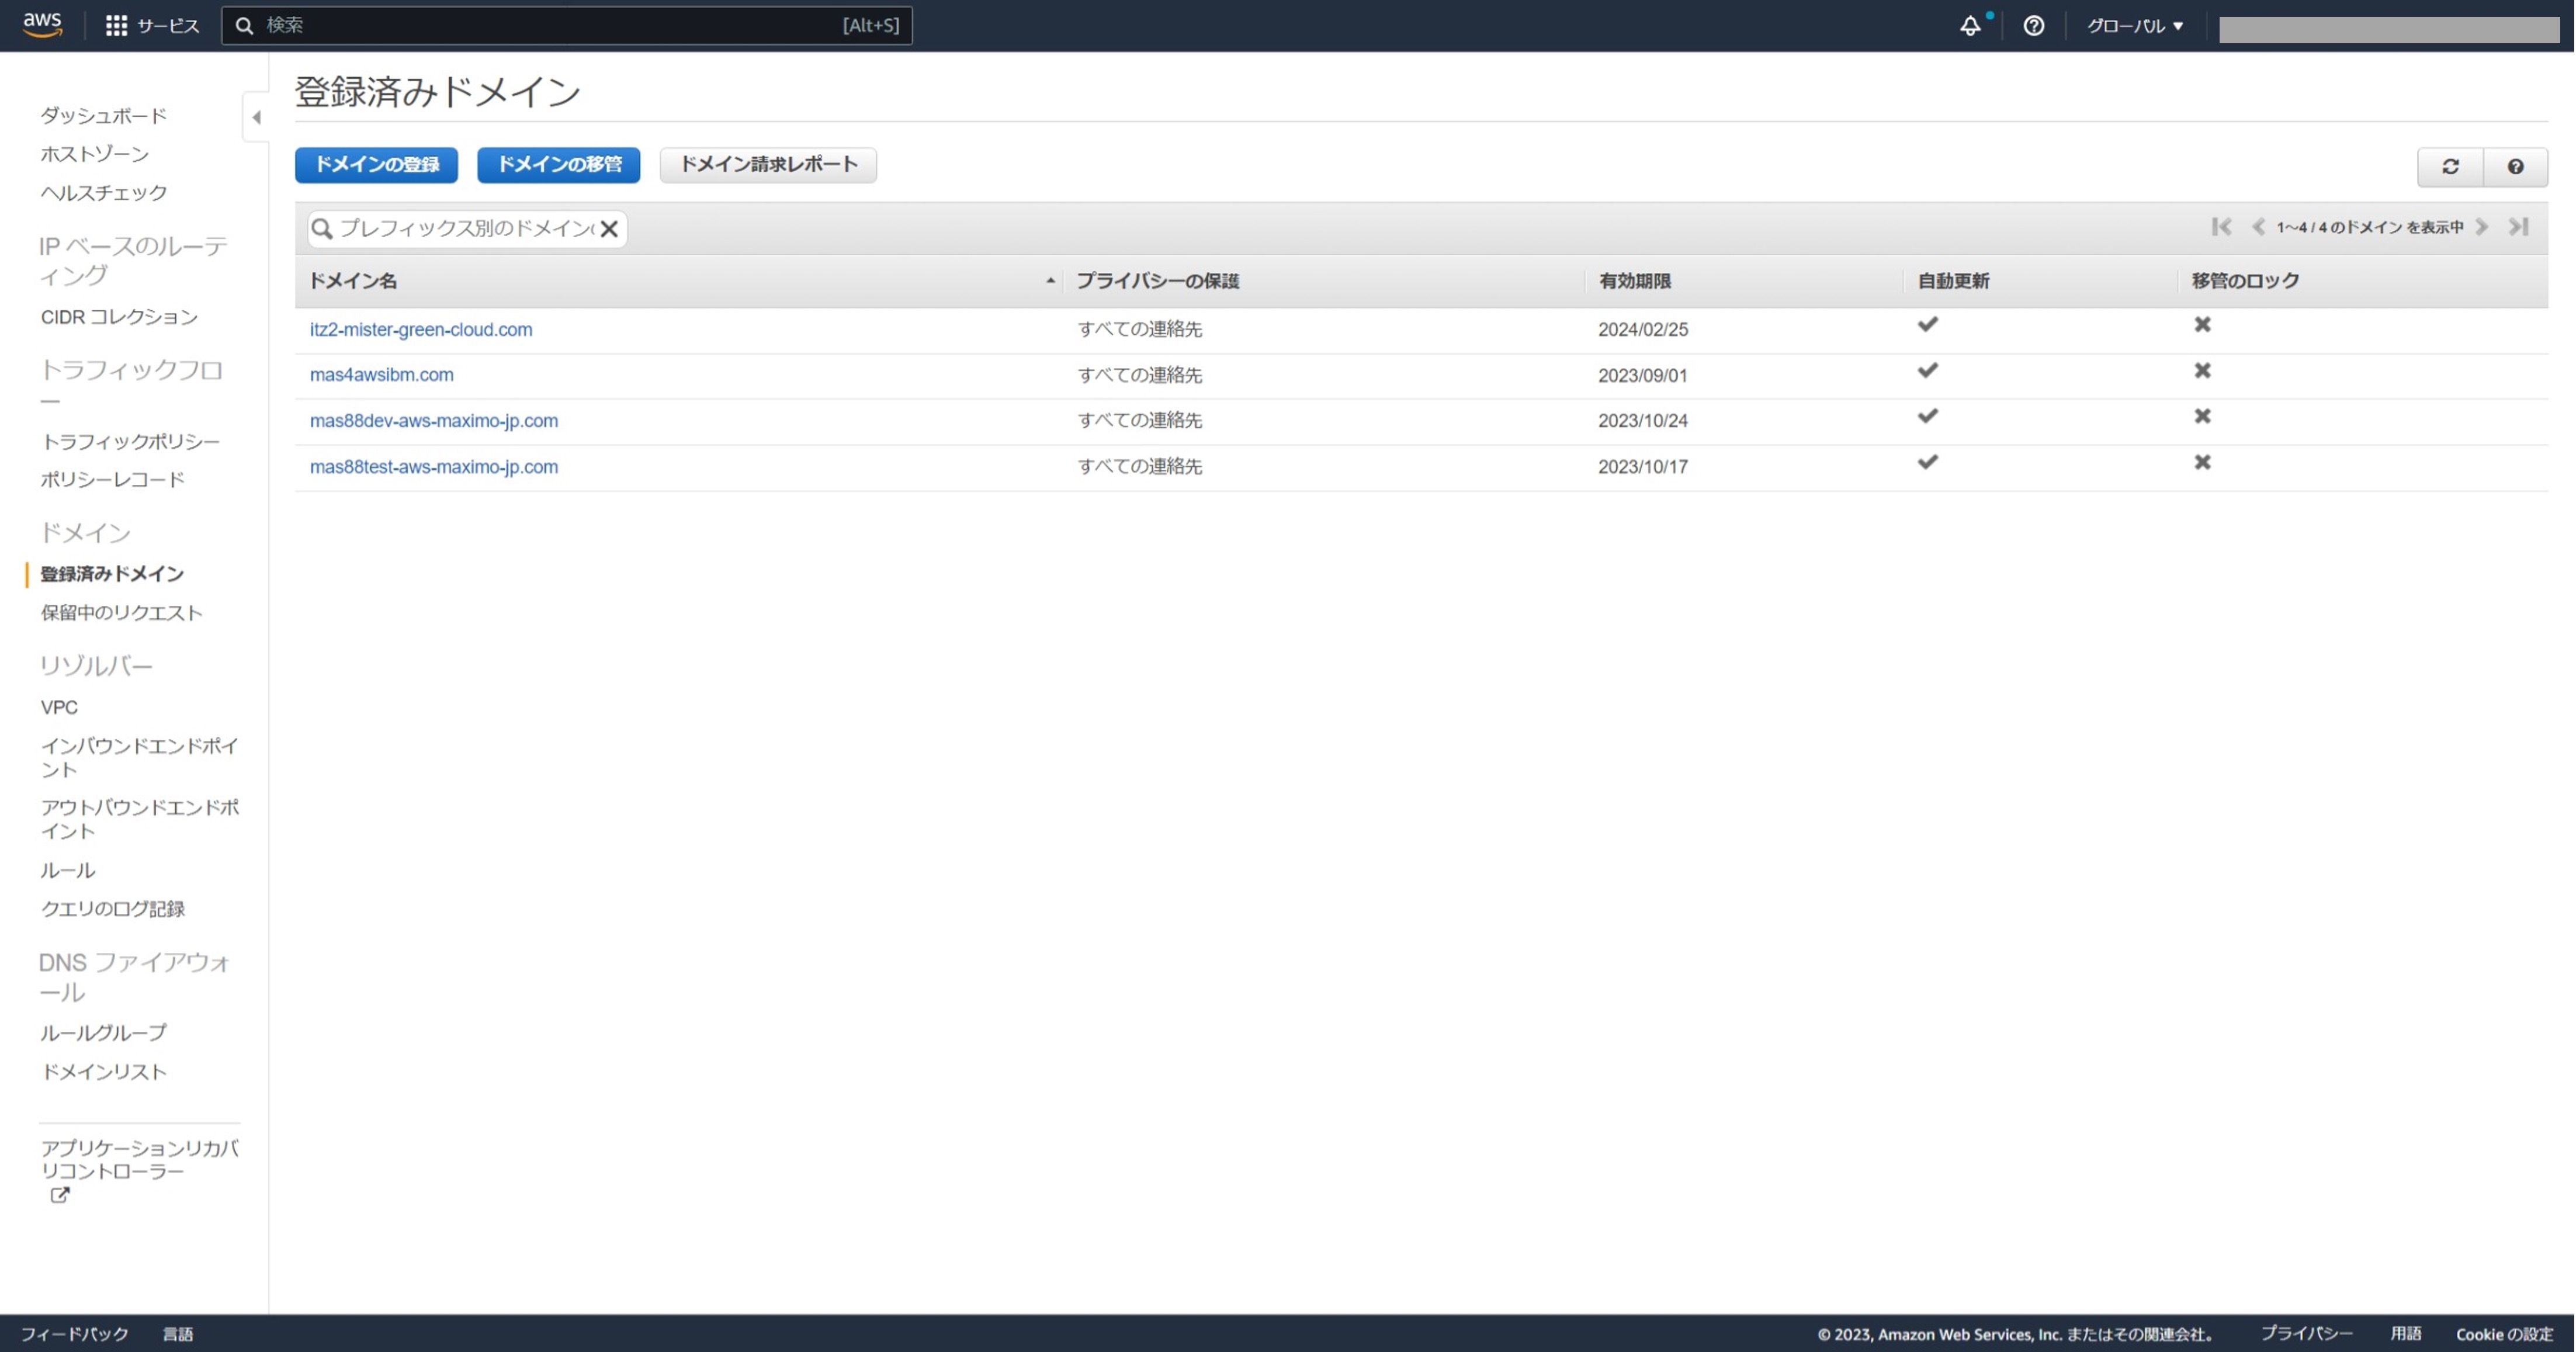 aws
サービス
検索
[Alt+S]
グローバル
ダッシュボード
ホストゾーン
ヘルスチェック
IP ベースのルーテ
ィング
CIDR コレクション
トラフィックフロ
ー
トラフィックポリシー
ポリシーレコード
ドメイン
登録済みドメイン
保留中のリクエスト
リゾルバー
VPC
インバウンドエンドポイ
ント
アウトバウンドエンドポ
イント
ルール
クエリのログ記録
DNS ファイアウォ
ール
ルールグループ
ドメインリスト
アプリケーションリカバ
リコントローラー
登録済みドメイン
ドメインの登録 ドメインの移管 ドメイン請求レポート
プレフィックス別のドメイン
1〜4 / 4 のドメイン を表示中
ドメイン名 プライバシーの保護 有効期限 自動更新 移管のロック
itz2-mister-green-cloud.com すべての連絡先 2024/02/25
mas4awsibm.com すべての連絡先 2023/09/01
mas88dev-aws-maximo-jp.com すべての連絡先 2023/10/24
mas88test-aws-maximo-jp.com すべての連絡先 2023/10/17
フィードバック 言語 © 2023, Amazon Web Services, Inc. またはその関連会社。 プライバシー 用語 Cookie の設定